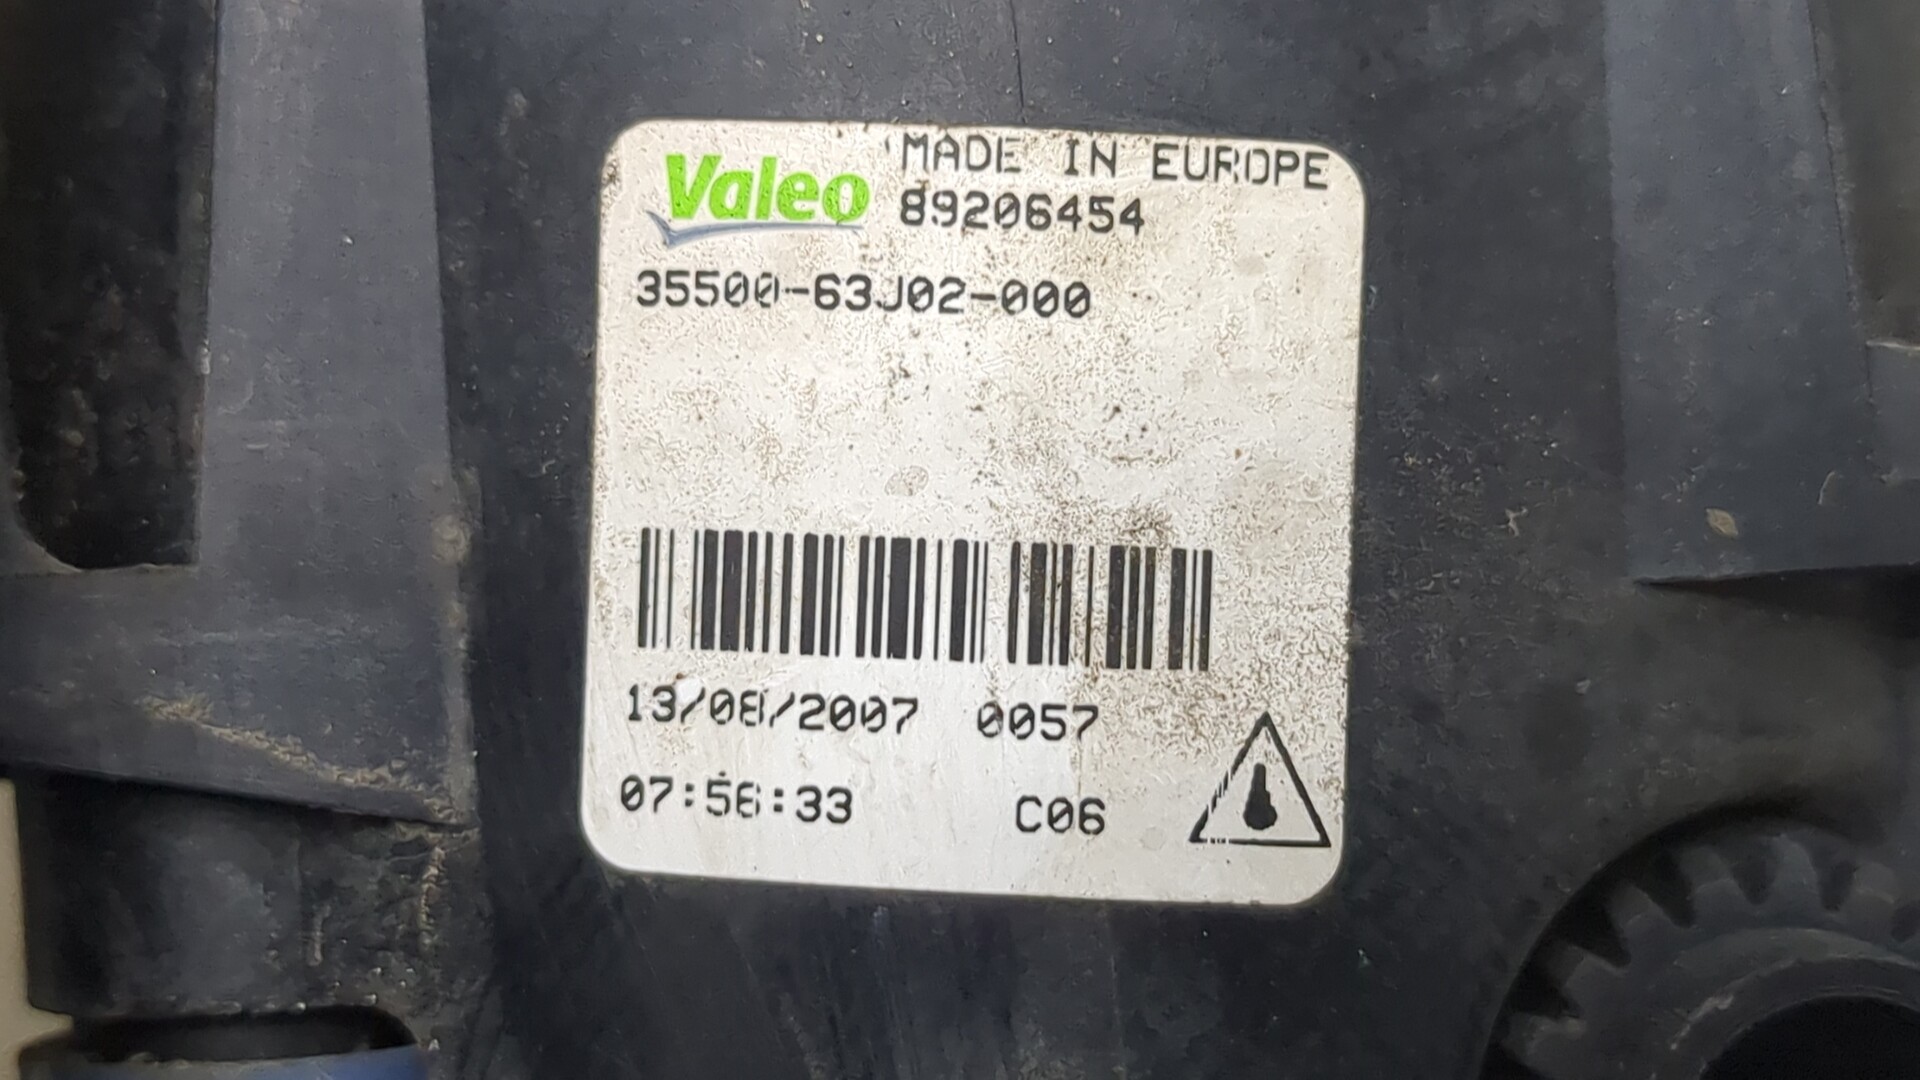 Valeo
MADE IN EUROPE
89206454
35500-63J02-000
13/08/2007 0057
07:56:33 C06